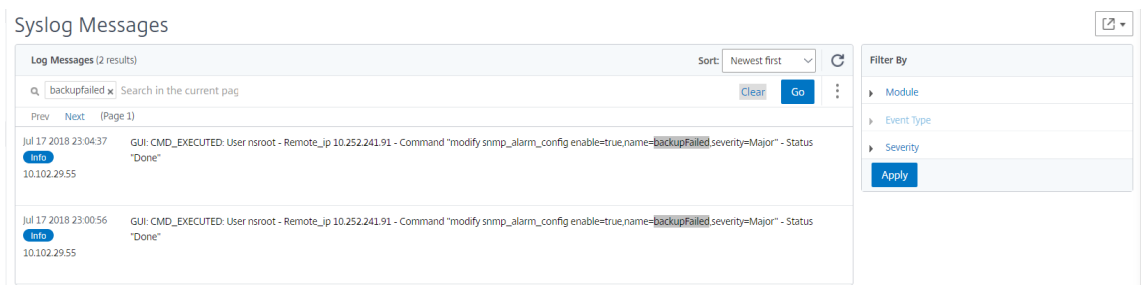 Syslog Messages
Log Messages (2 results)
Sort: Newest first
backupfailed x Search in the current pag
Clear Go
Prev Next (Page 1)
Jul 17 2018 23:04:37
Info
10.102.29.55
GUI: CMD_EXECUTED: User nsroot - Remote_ip 10.252.241.91 - Command "modify snmp_alarm_config enable=true,name=backupFailed,severity=Major" - Status
"Done"
Jul 17 2018 23:00:56
Info
10.102.29.55
GUI: CMD_EXECUTED: User nsroot - Remote_ip 10.252.241.91 - Command "modify snmp_alarm_config enable=true,name=backupFailed,severity=Major" - Status
"Done"
Filter By
Module
Event Type
Severity
Apply